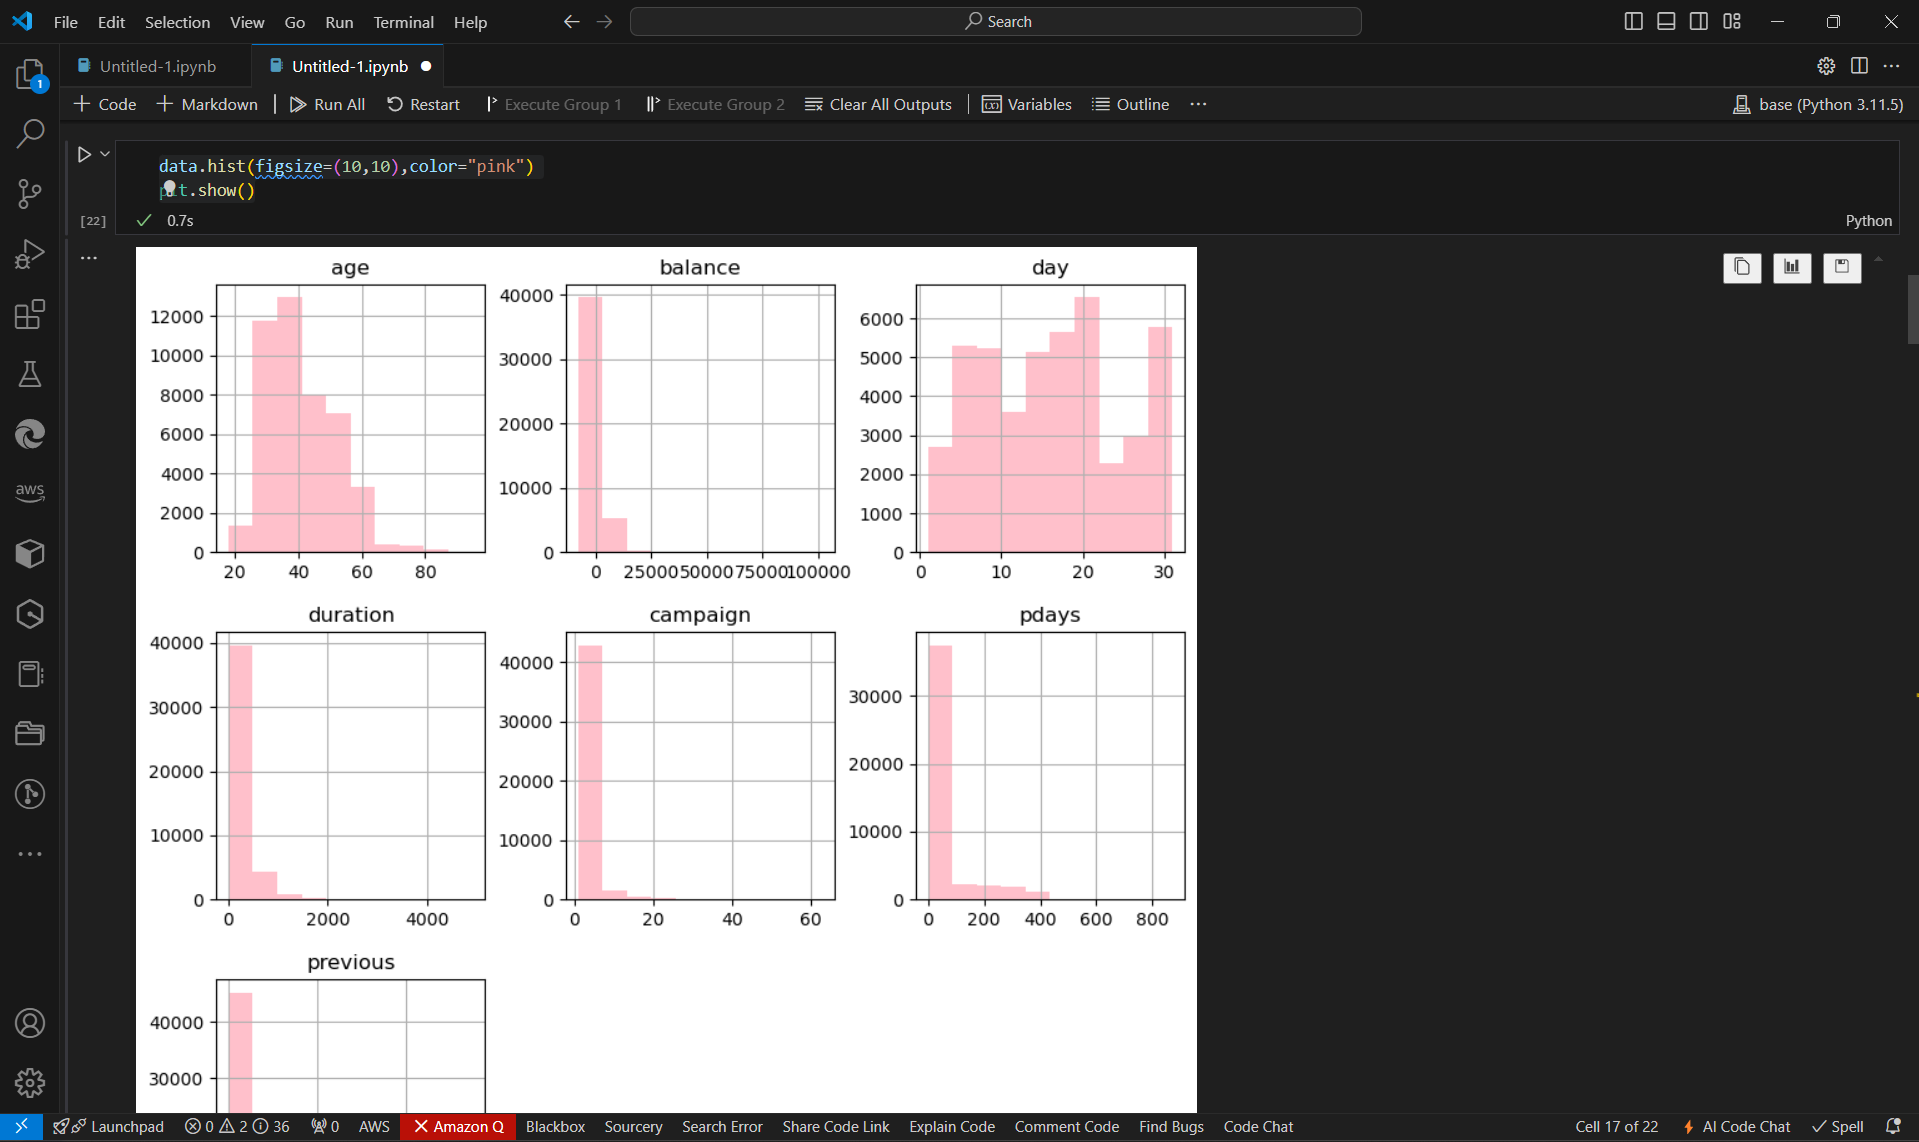 File Edit Selection View Go Run Terminal Help
Search
1
Untitled-1.ipynb
Untitled-1.ipynb
Code Markdown Run All Restart Execute Group 1 Execute Group 2 Clear All Outputs Variables Outline ...
base (Python 3.11.5)
data.hist(figsize=(10,10),color="pink")
plt.show()
[22] 0.7s
Python
aws
age
12000
10000
8000
6000
4000
2000
0
20 40 60 80
balance
40000
30000
20000
10000
0
0 25000 50000 75000 100000
day
6000
5000
4000
3000
2000
1000
0
0 10 20 30
duration
40000
30000
20000
10000
0
0 2000 4000
campaign
40000
30000
20000
10000
0
0 20 40 60
pdays
30000
20000
10000
0
0 200 400 600 800
previous
40000
30000
Launchpad 0 2 36 0 AWS Amazon Q Blackbox Sourcery Search Error Share Code Link Explain Code Comment Code Find Bugs Code Chat
Cell 17 of 22 AI Code Chat Spell